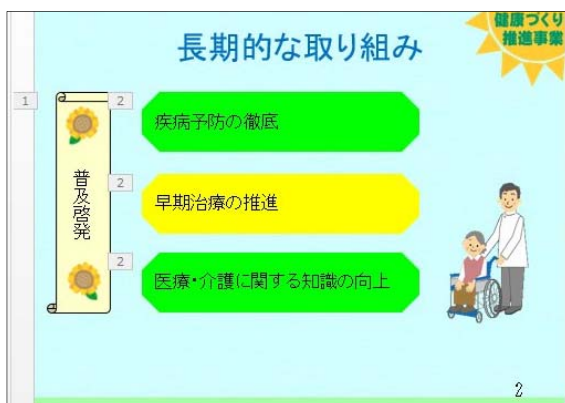 健康づくり
推進事業
長期的な取り組み
1
2
疾病予防の徹底
普及啓発
2
早期治療の推進
2
医療・介護に関する知識の向上
2